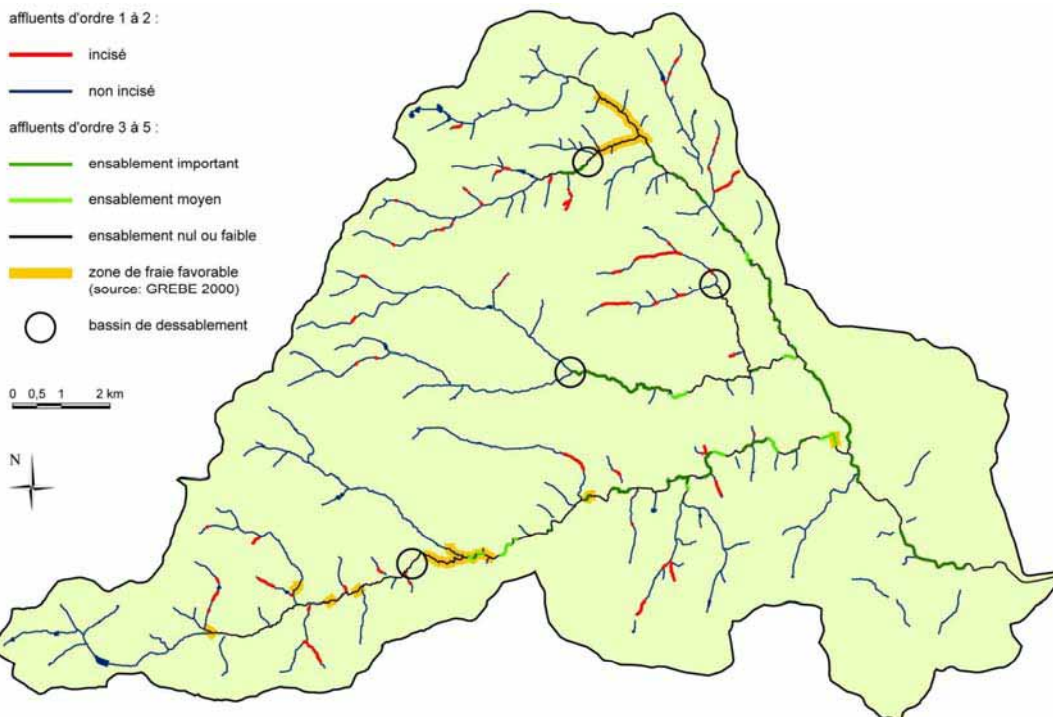 affluents d'ordre 1 à 2 :
incisé
non incisé
affluents d'ordre 3 à 5 :
ensablement important
ensablement moyen
ensablement nul ou faible
zone de fraie favorable
(source: GREBE 2000)
bassin de dessablement
0 0,5 1 2 km
N